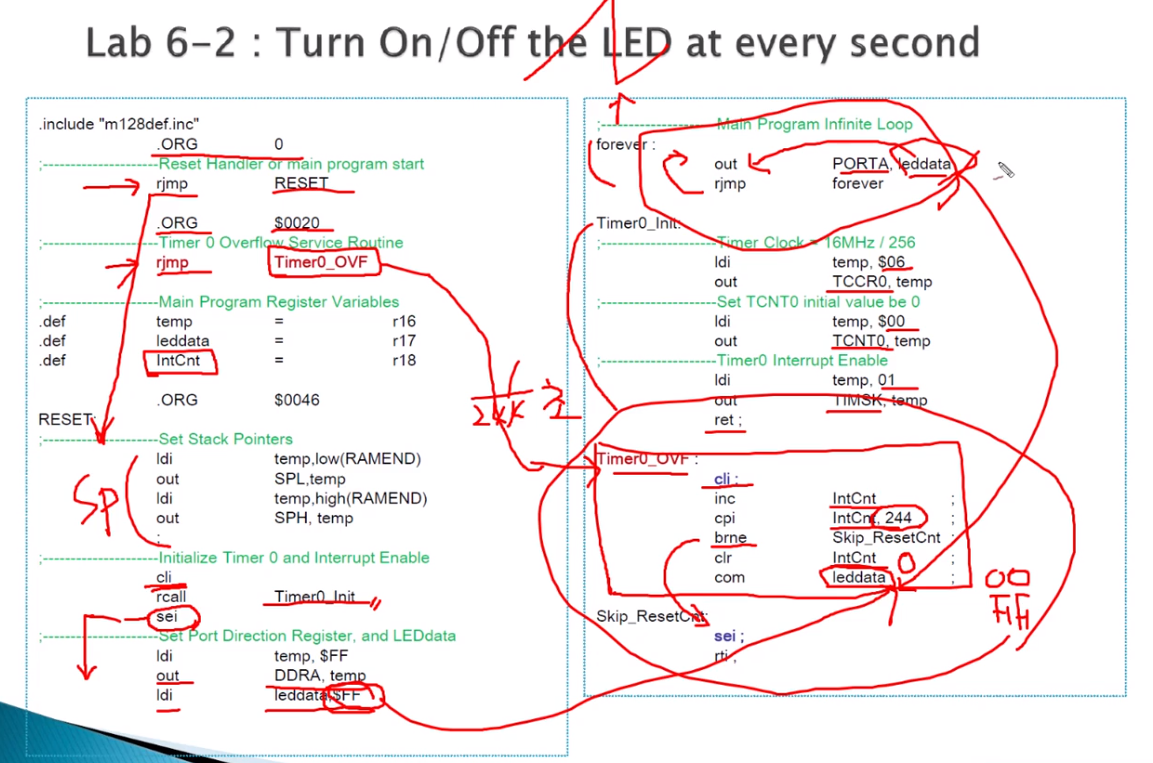 Lab 6-2 : Turn On/Off the LED at every second
.include "m128def.inc"
.ORG 0
;--------------------Reset Handler or main program start
rjmp RESET
.ORG $0020
;--------------------Timer 0 Overflow Service Routine
rjmp Timer0_OVF
;--------------------Main Program Register Variables
.def temp = r16
.def leddata = r17
.def IntCnt = r18
.ORG $0046
RESET:
;--------------------Set Stack Pointers
ldi temp,low(RAMEND)
out SPL,temp
ldi temp,high(RAMEND)
out SPH, temp
;
;--------------------Initialize Timer 0 and Interrupt Enable
cli
rcall Timer0_Init
sei
;--------------------Set Port Direction Register, and LEDdata
ldi temp, $FF
out DDRA, temp
ldi leddata,$FF
SP
;--------------------Main Program Infinite Loop
forever :
out PORTA, leddata
rjmp forever
Timer0_Init:
;--------------------Timer Clock = 16MHz / 256
ldi temp, $06
out TCCR0, temp
;--------------------Set TCNT0 initial value be 0
ldi temp, $00
out TCNT0, temp
;--------------------Timer0 Interrupt Enable
ldi temp, 01
out TIMSK, temp
ret ;
Timer0_OVF :
cli ;
inc IntCnt ;
cpi IntCnt, 244 ;
brne Skip_ResetCnt ;
clr IntCnt ;
com leddata ;
Skip_ResetCnt:
sei ;
rti ;
0
00
FF